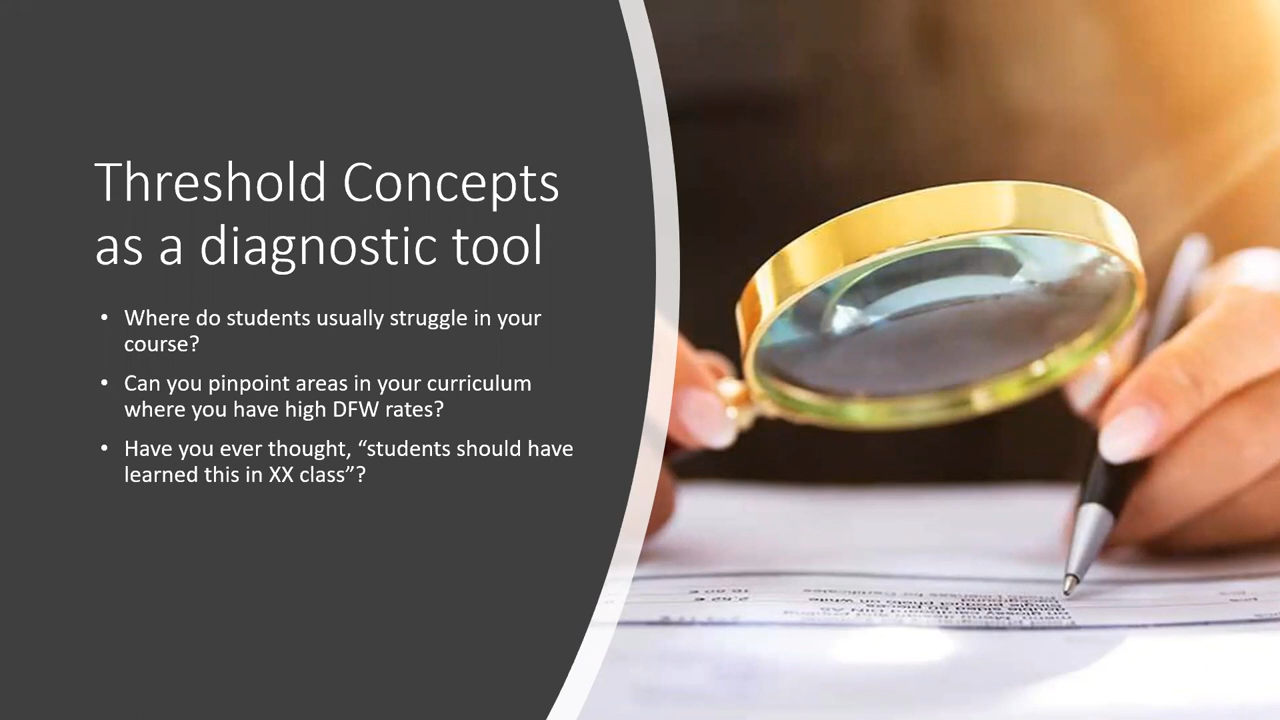 Threshold Concepts
as a diagnostic tool
• Where do students usually struggle in your
course?
• Can you pinpoint areas in your curriculum
where you have high DFW rates?
• Have you ever thought, “students should have
learned this in XX class”?